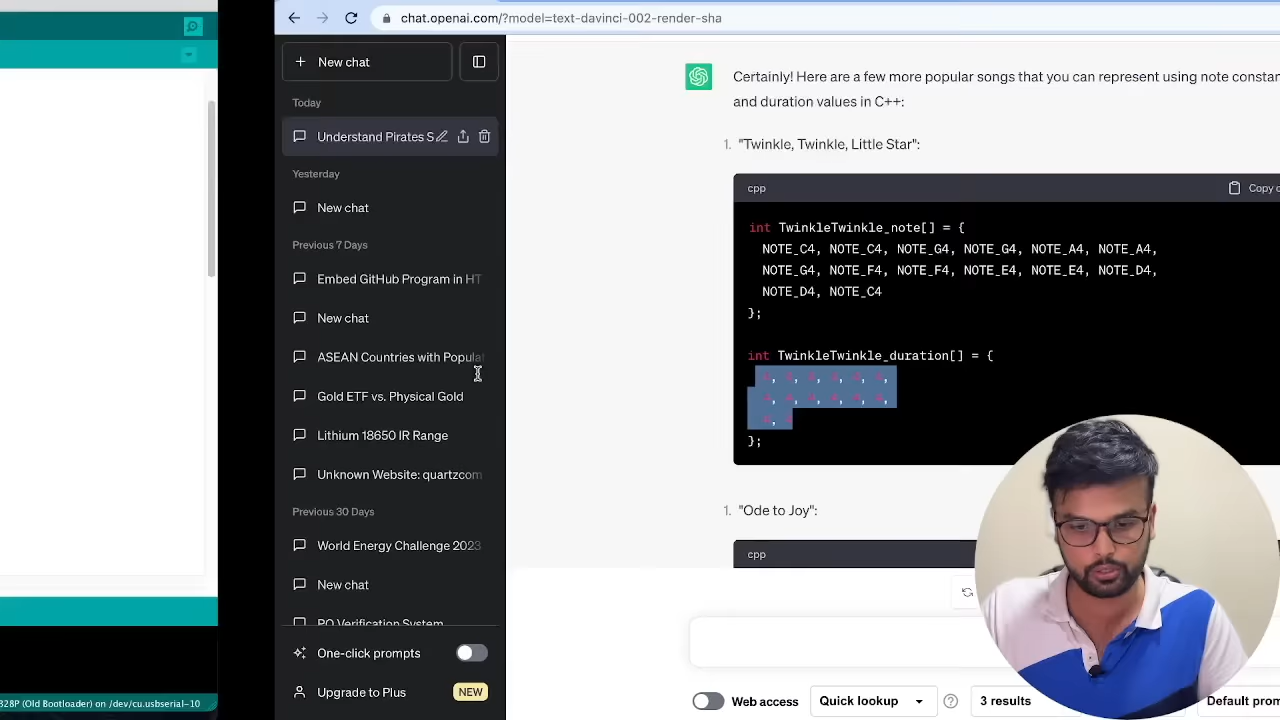 chat.openai.com/?model=text-davinci-002-render-sha
New chat
Today
Understand Pirates S
Yesterday
New chat
Previous 7 Days
Embed GitHub Program in HT
New chat
ASEAN Countries with Populat
Gold ETF vs. Physical Gold
Lithium 18650 IR Range
Unknown Website: quartzcom
Previous 30 Days
World Energy Challenge 2023
New chat
PO Verification System
One-click prompts
Upgrade to Plus
NEW
Certainly! Here are a few more popular songs that you can represent using note constan
and duration values in C++:
1. "Twinkle, Twinkle, Little Star":
cpp
Copy c
int TwinkleTwinkle_note[] = {
NOTE_C4, NOTE_C4, NOTE_G4, NOTE_G4, NOTE_A4, NOTE_A4,
NOTE_G4, NOTE_F4, NOTE_F4, NOTE_E4, NOTE_E4, NOTE_D4,
NOTE_D4, NOTE_C4
};
int TwinkleTwinkle_duration[] = {
};
1. "Ode to Joy":
cpp
Web access
Quick lookup
3 results
Default prom
328P (Old Bootloader) on /dev/cu.usbserial-10